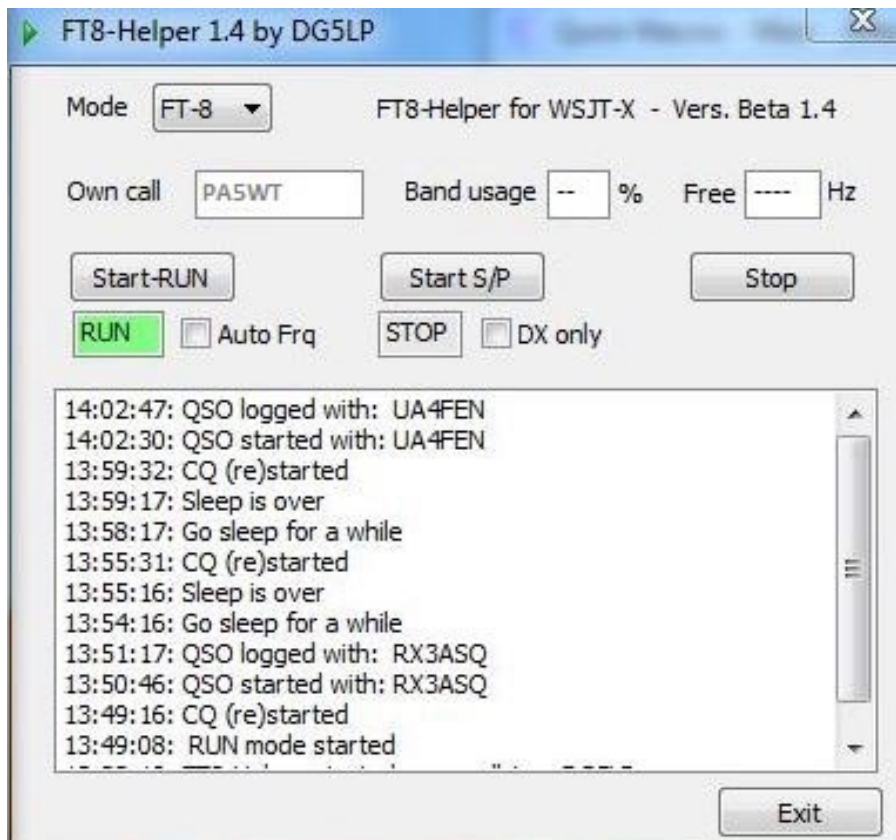 FT8-Helper 1.4 by DG5LP
Mode FT-8 FT8-Helper for WSJT-X - Vers. Beta 1.4
Own call PA5WT Band usage -- % Free ---- Hz
Start-RUN Start S/P Stop
RUN Auto Frq STOP DX only
14:02:47: QSO logged with: UA4FEN
14:02:30: QSO started with: UA4FEN
13:59:32: CQ (re)started
13:59:17: Sleep is over
13:58:17: Go sleep for a while
13:55:31: CQ (re)started
13:55:16: Sleep is over
13:54:16: Go sleep for a while
13:51:17: QSO logged with: RX3ASQ
13:50:46: QSO started with: RX3ASQ
13:49:16: CQ (re)started
13:49:08: RUN mode started
Exit